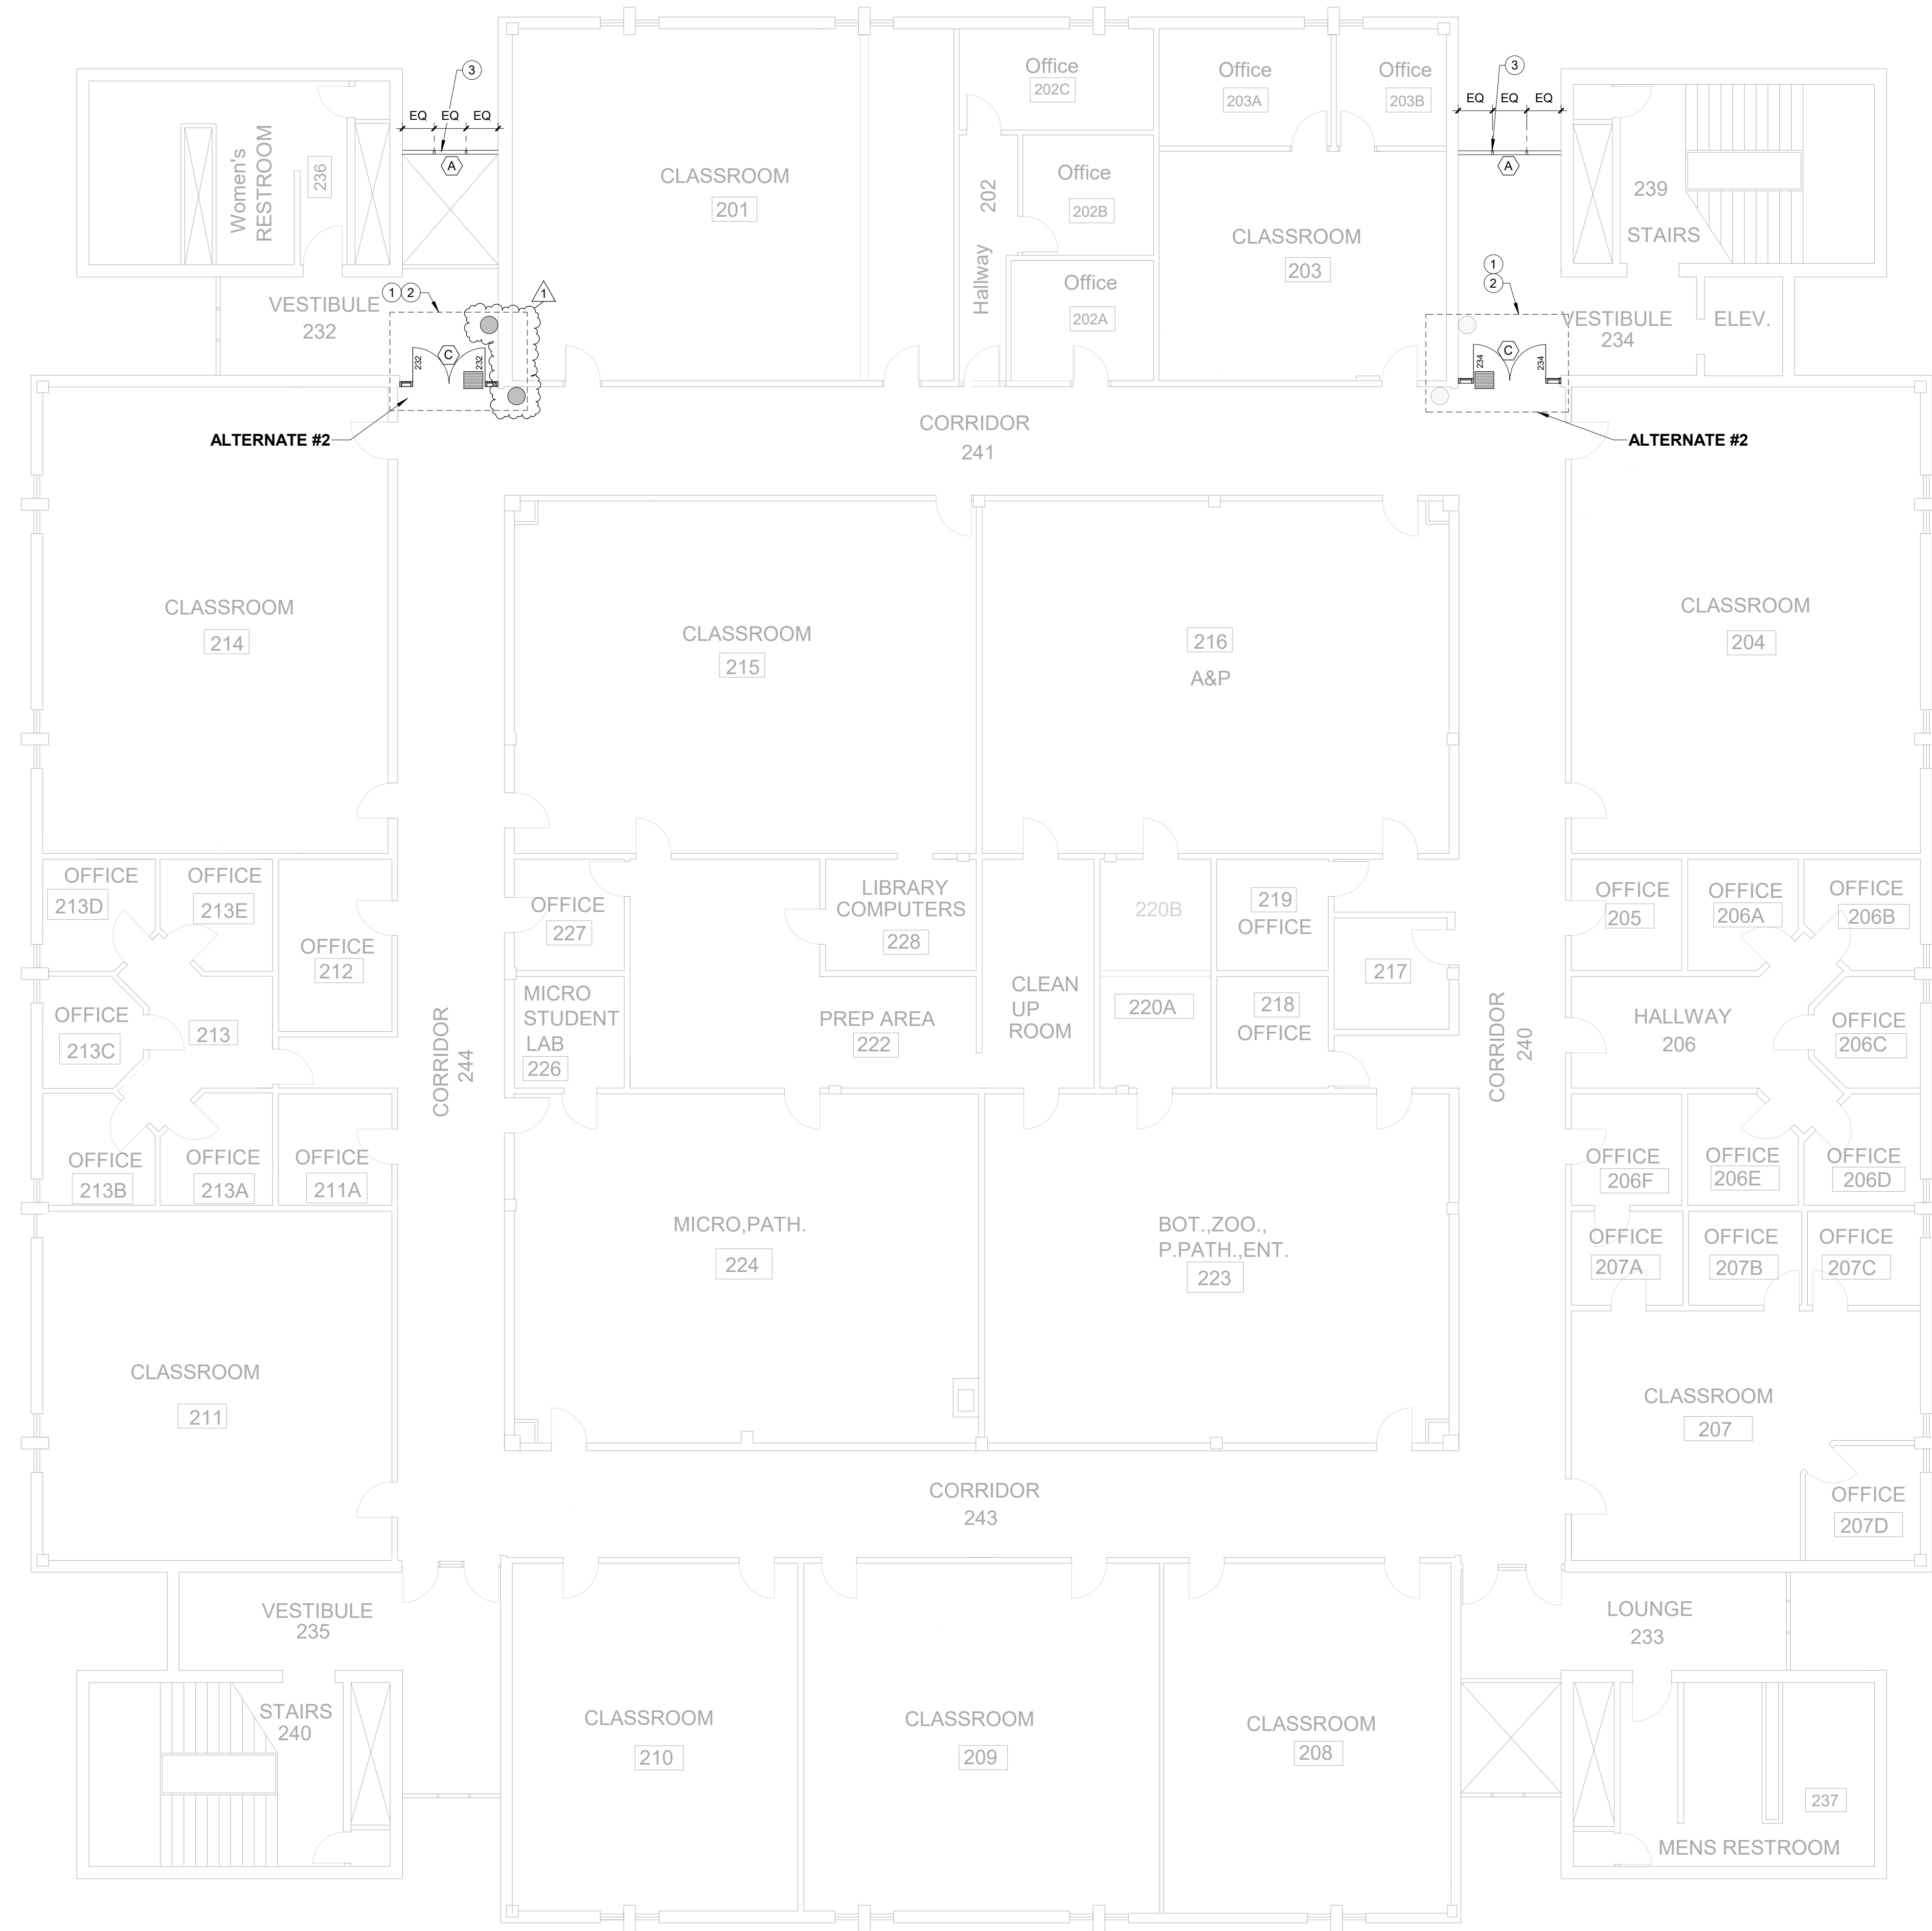 3
EQ EQ EQ
A
Women's
RESTROOM
236
CLASSROOM
201
Office
202C
Office
203A
Office
203B
3
EQ EQ EQ
A
239
STAIRS
Hallway 202
Office
202B
CLASSROOM
203
Office
202A
VESTIBULE
232
1 2
1
232
C
232
ALTERNATE #2
1
2
VESTIBULE
234
ELEV.
234
C
234
ALTERNATE #2
CORRIDOR
241
CLASSROOM
214
CLASSROOM
215
216
A&P
CLASSROOM
204
OFFICE
213D
OFFICE
213E
OFFICE
212
OFFICE
213C
213
OFFICE
213B
OFFICE
213A
OFFICE
211A
CORRIDOR
244
OFFICE
227
LIBRARY
COMPUTERS
228
MICRO
STUDENT
LAB
226
PREP AREA
222
CLEAN
UP
ROOM
220B
220A
219
OFFICE
218
OFFICE
217
CORRIDOR
240
OFFICE
205
OFFICE
206A
OFFICE
206B
HALLWAY
206
OFFICE
206C
OFFICE
206F
OFFICE
206E
OFFICE
206D
OFFICE
207A
OFFICE
207B
OFFICE
207C
MICRO,PATH.
224
BOT.,ZOO.,
P.PATH.,ENT.
223
CLASSROOM
211
CLASSROOM
207
OFFICE
207D
CORRIDOR
243
VESTIBULE
235
LOUNGE
233
STAIRS
240
CLASSROOM
210
CLASSROOM
209
CLASSROOM
208
237
MENS RESTROOM